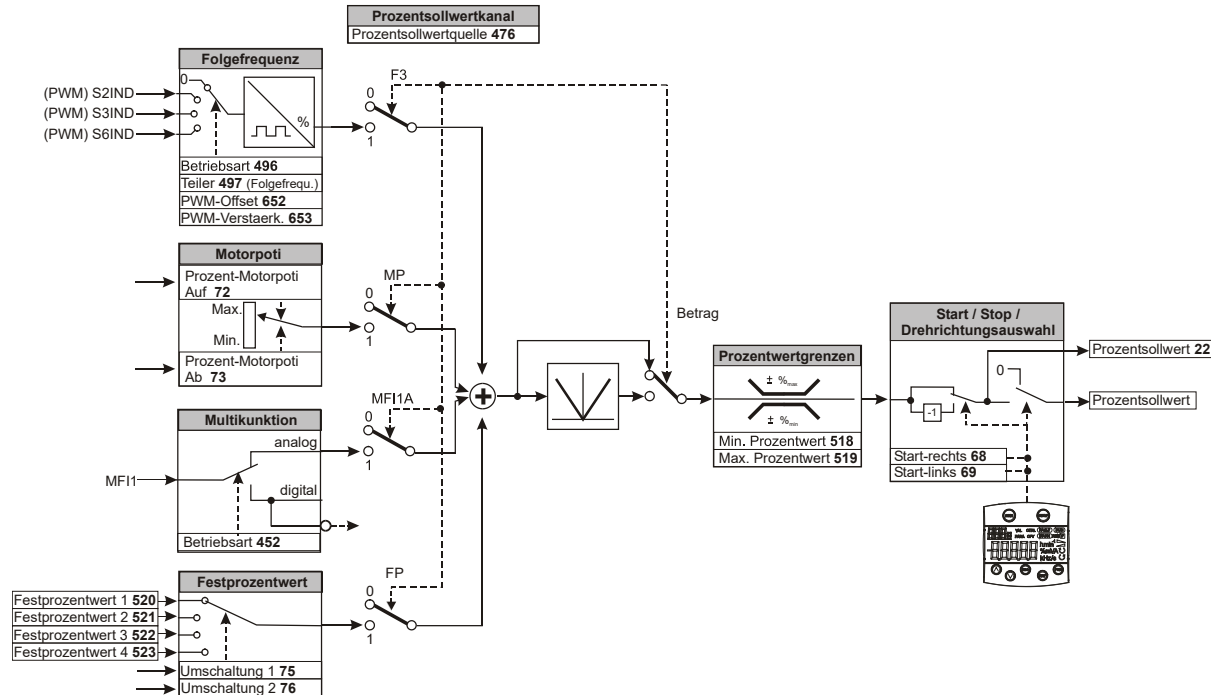 Prozentsollwertkanal
Prozentsollwertquelle 476
Folgefrequenz
0
(PWM) S2IND
(PWM) S3IND
(PWM) S6IND
%
Betriebsart 496
Teiler 497 (Folgefrequ.)
PWM-Offset 652
PWM-Verstaerk. 653
F3
0
1
Motorpoti
Prozent-Motorpoti
Auf 72
Max.
Min.
Prozent-Motorpoti
Ab 73
MP
0
1
Multikunktion
analog
MFI1
digital
Betriebsart 452
MFI1A
0
1
Festprozentwert
Festprozentwert 1 520
Festprozentwert 2 521
Festprozentwert 3 522
Festprozentwert 4 523
Umschaltung 1 75
Umschaltung 2 76
FP
0
1
+
Betrag
Prozentwertgrenzen
± %max
± %min
Min. Prozentwert 518
Max. Prozentwert 519
Start / Stop /
Drehrichtungsauswahl
0
-1
Start-rechts 68
Start-links 69
Prozentsollwert 229
Prozentsollwert